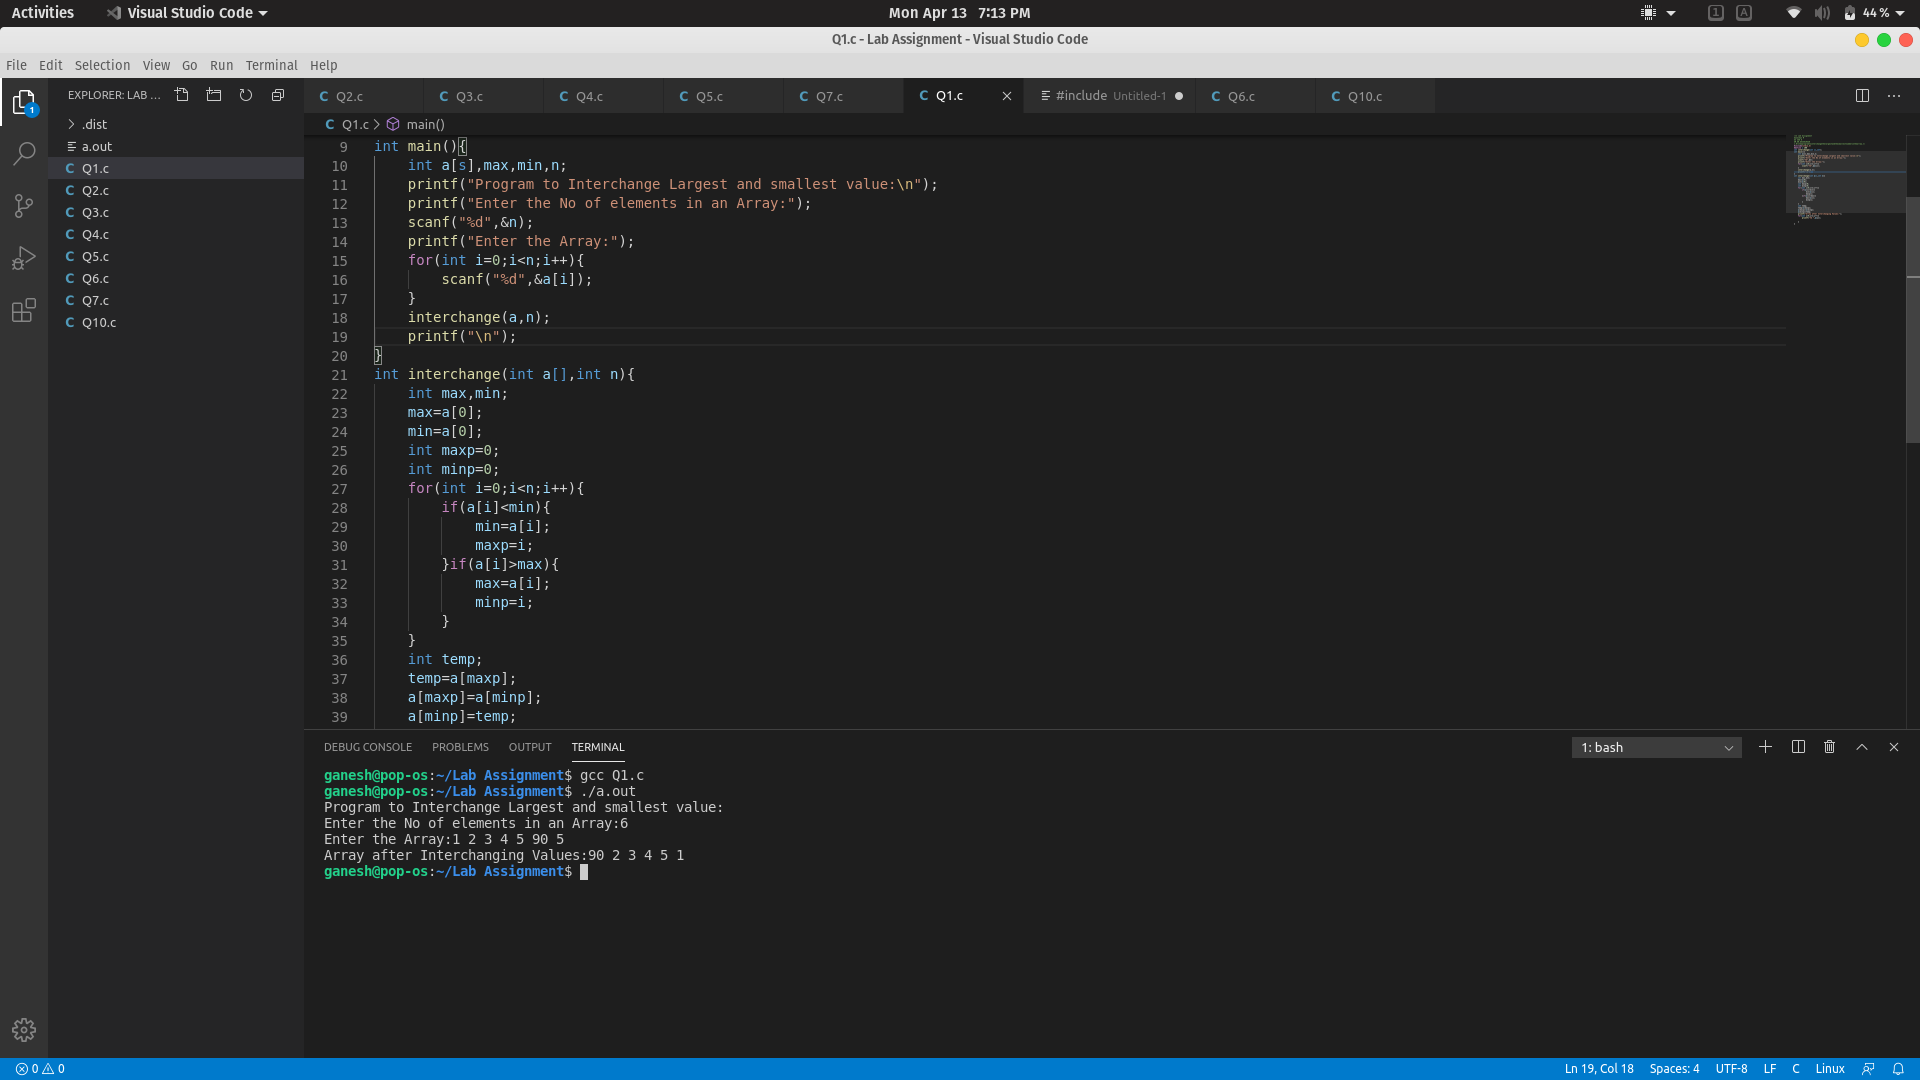 Activities Visual Studio Code Mon Apr 13 7:13 PM 1 A 44 %
Q1.c - Lab Assignment - Visual Studio Code
File Edit Selection View Go Run Terminal Help
1
EXPLORER: LAB ...
.dist
a.out
Q1.c
Q2.c
Q3.c
Q4.c
Q5.c
Q6.c
Q7.c
Q10.c
C Q2.c C Q3.c C Q4.c C Q5.c C Q7.c C Q1.c #include Untitled-1 C Q6.c C Q10.c
C Q1.c > main()
9 int main(){
10 int a[s],max,min,n;
11 printf("Program to Interchange Largest and smallest value:\n");
12 printf("Enter the No of elements in an Array:");
13 scanf("%d",&n);
14 printf("Enter the Array:");
15 for(int i=0;i<n;i++){
16 scanf("%d",&a[i]);
17 }
18 interchange(a,n);
19 printf("\n");
20 }
21 int interchange(int a[],int n){
22 int max,min;
23 max=a[0];
24 min=a[0];
25 int maxp=0;
26 int minp=0;
27 for(int i=0;i<n;i++){
28 if(a[i]<min){
29 min=a[i];
30 maxp=i;
31 }if(a[i]>max){
32 max=a[i];
33 minp=i;
34 }
35 }
36 int temp;
37 temp=a[maxp];
38 a[maxp]=a[minp];
39 a[minp]=temp;
DEBUG CONSOLE PROBLEMS OUTPUT TERMINAL 1: bash
ganesh@pop-os:~/Lab Assignment$ gcc Q1.c
ganesh@pop-os:~/Lab Assignment$ ./a.out
Program to Interchange Largest and smallest value:
Enter the No of elements in an Array:6
Enter the Array:1 2 3 4 5 90 5
Array after Interchanging Values:90 2 3 4 5 1
ganesh@pop-os:~/Lab Assignment$
0 0 Ln 19, Col 18 Spaces: 4 UTF-8 LF C Linux